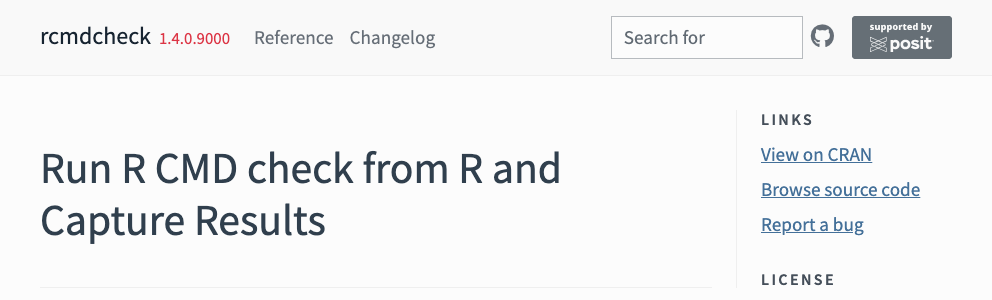 rcmdcheck 1.4.0.9000 Reference Changelog Search for supported by posit
Run R CMD check from R and
Capture Results
LINKS
View on CRAN
Browse source code
Report a bug
LICENSE